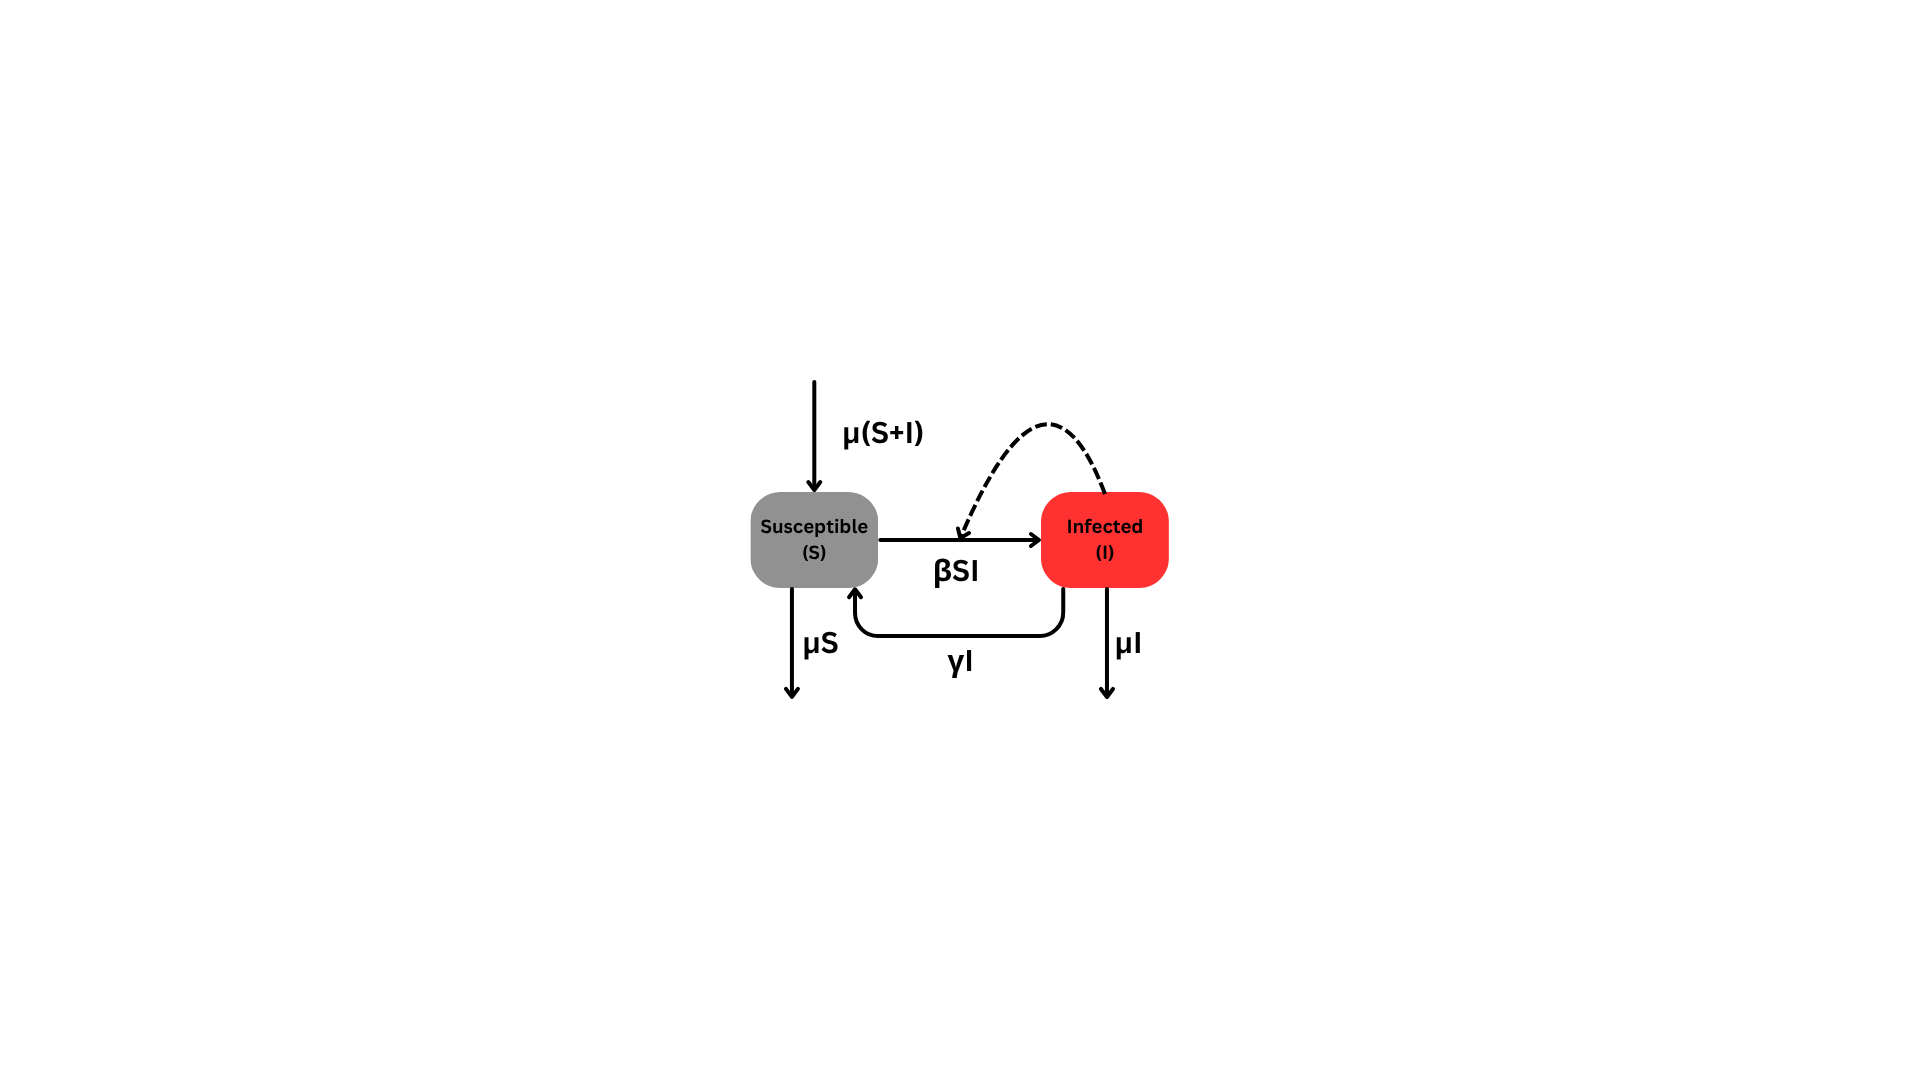 μ(S+I)
Susceptible
(S)
Infected
(I)
βSI
μS
μI
γI